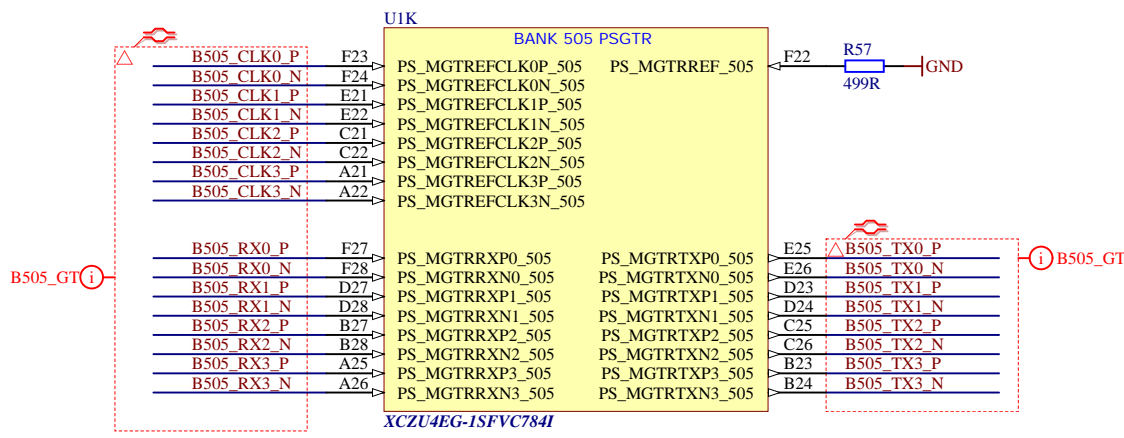 U1K
BANK 505 PSGTR
B505_CLK0_P F23 PS_MGTREFCLK0P_505 PS_MGTRREF_505 F22 R57 499R GND
B505_CLK0_N F24 PS_MGTREFCLK0N_505
B505_CLK1_P E21 PS_MGTREFCLK1P_505
B505_CLK1_N E22 PS_MGTREFCLK1N_505
B505_CLK2_P C21 PS_MGTREFCLK2P_505
B505_CLK2_N C22 PS_MGTREFCLK2N_505
B505_CLK3_P A21 PS_MGTREFCLK3P_505
B505_CLK3_N A22 PS_MGTREFCLK3N_505
B505_RX0_P F27 PS_MGTRRXP0_505 PS_MGTRTXP0_505 E25 B505_TX0_P
B505_GT i B505_RX0_N F28 PS_MGTRRXN0_505 PS_MGTRTXN0_505 E26 B505_TX0_N i B505_GT
B505_RX1_P D27 PS_MGTRRXP1_505 PS_MGTRTXP1_505 D23 B505_TX1_P
B505_RX1_N D28 PS_MGTRRXN1_505 PS_MGTRTXN1_505 D24 B505_TX1_N
B505_RX2_P B27 PS_MGTRRXP2_505 PS_MGTRTXP2_505 C25 B505_TX2_P
B505_RX2_N B28 PS_MGTRRXN2_505 PS_MGTRTXN2_505 C26 B505_TX2_N
B505_RX3_P A25 PS_MGTRRXP3_505 PS_MGTRTXP3_505 B23 B505_TX3_P
B505_RX3_N A26 PS_MGTRRXN3_505 PS_MGTRTXN3_505 B24 B505_TX3_N
XCZU4EG-1SFVC784I